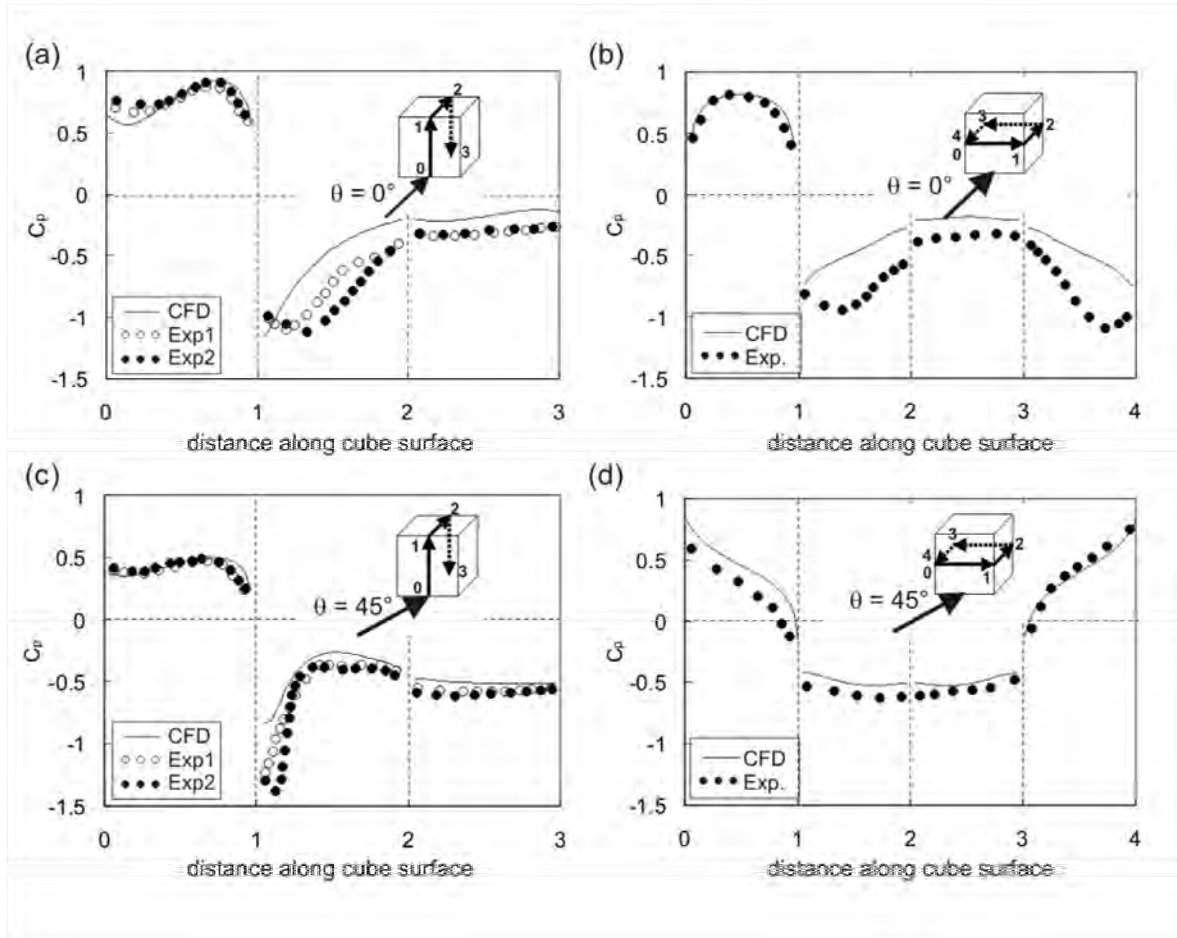 (a)
1
0.5
0
-0.5
-1
-1.5
Cp
0 1 2 3
distance along cube surface
θ = 0°
0
1
2
3
CFD
Exp1
Exp2
(b)
1
0.5
0
-0.5
-1
-1.5
Cp
0 1 2 3 4
distance along cube surface
θ = 0°
3
2
4
0
1
CFD
Exp.
(c)
1
0.5
0
-0.5
-1
-1.5
Cp
0 1 2 3
distance along cube surface
θ = 45°
2
1
3
0
CFD
Exp1
Exp2
(d)
1
0.5
0
-0.5
-1
-1.5
Cp
0 1 2 3 4
distance along cube surface
θ = 45°
3
2
4
0
1
CFD
Exp.